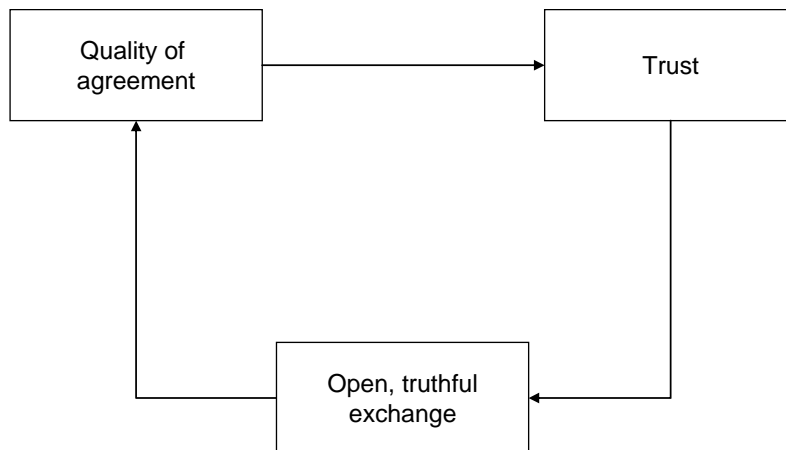 Quality of
agreement
Trust
Open, truthful
exchange